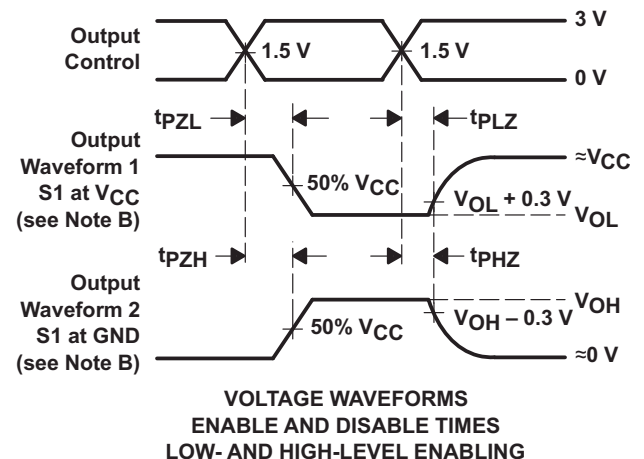 Output
Control
1.5 V
1.5 V
3 V
0 V
tPZL
tPLZ
Output
Waveform 1
S1 at VCC
(see Note B)
50% VCC
≈VCC
VOL + 0.3 V
VOL
tPZH
tPHZ
Output
Waveform 2
S1 at GND
(see Note B)
50% VCC
VOH
VOH – 0.3 V
≈0 V
VOLTAGE WAVEFORMS
ENABLE AND DISABLE TIMES
LOW- AND HIGH-LEVEL ENABLING